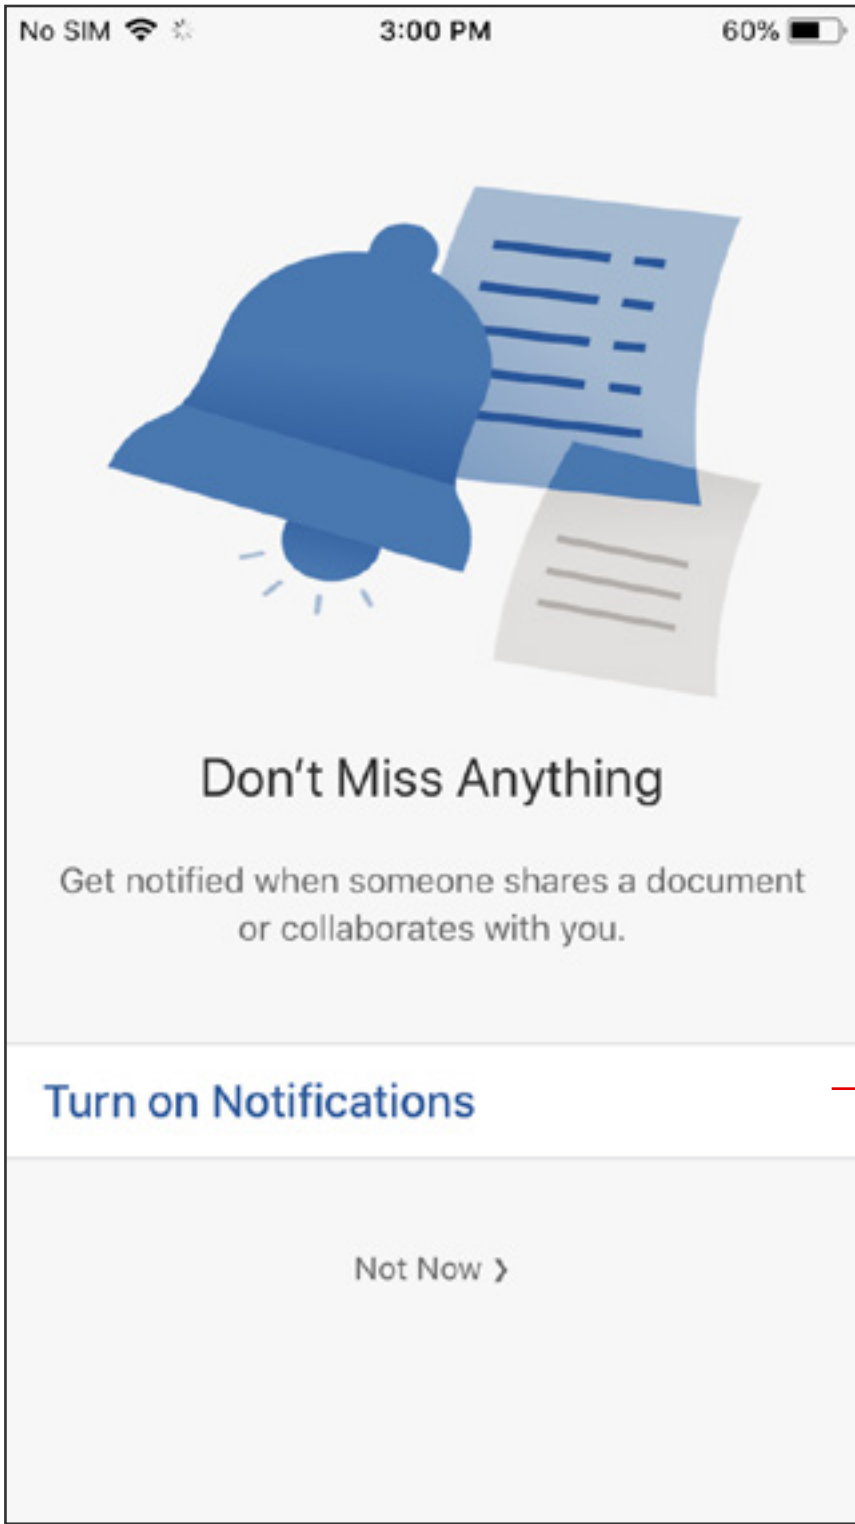 No SIM 3:00 PM 60%
Don't Miss Anything
Get notified when someone shares a document
or collaborates with you.
Turn on Notifications
Not Now ❯